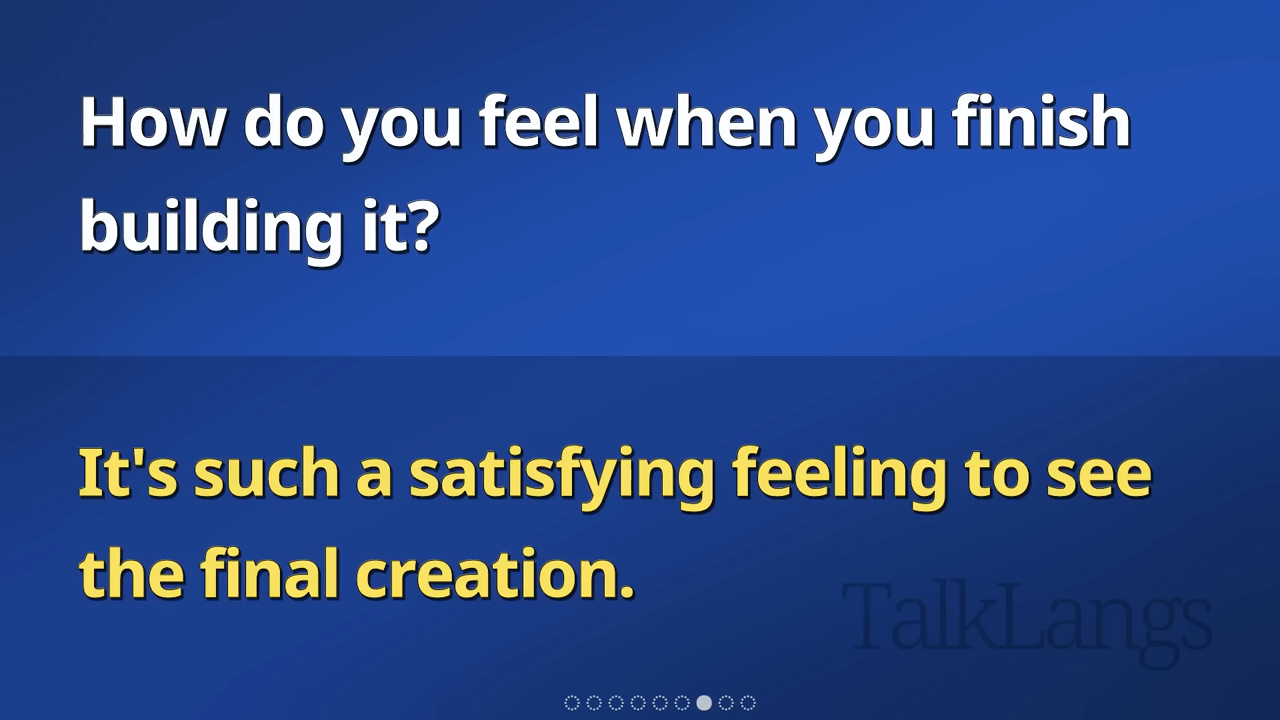 How do you feel when you finish
building it?
It's such a satisfying feeling to see
the final creation.
TalkLangs